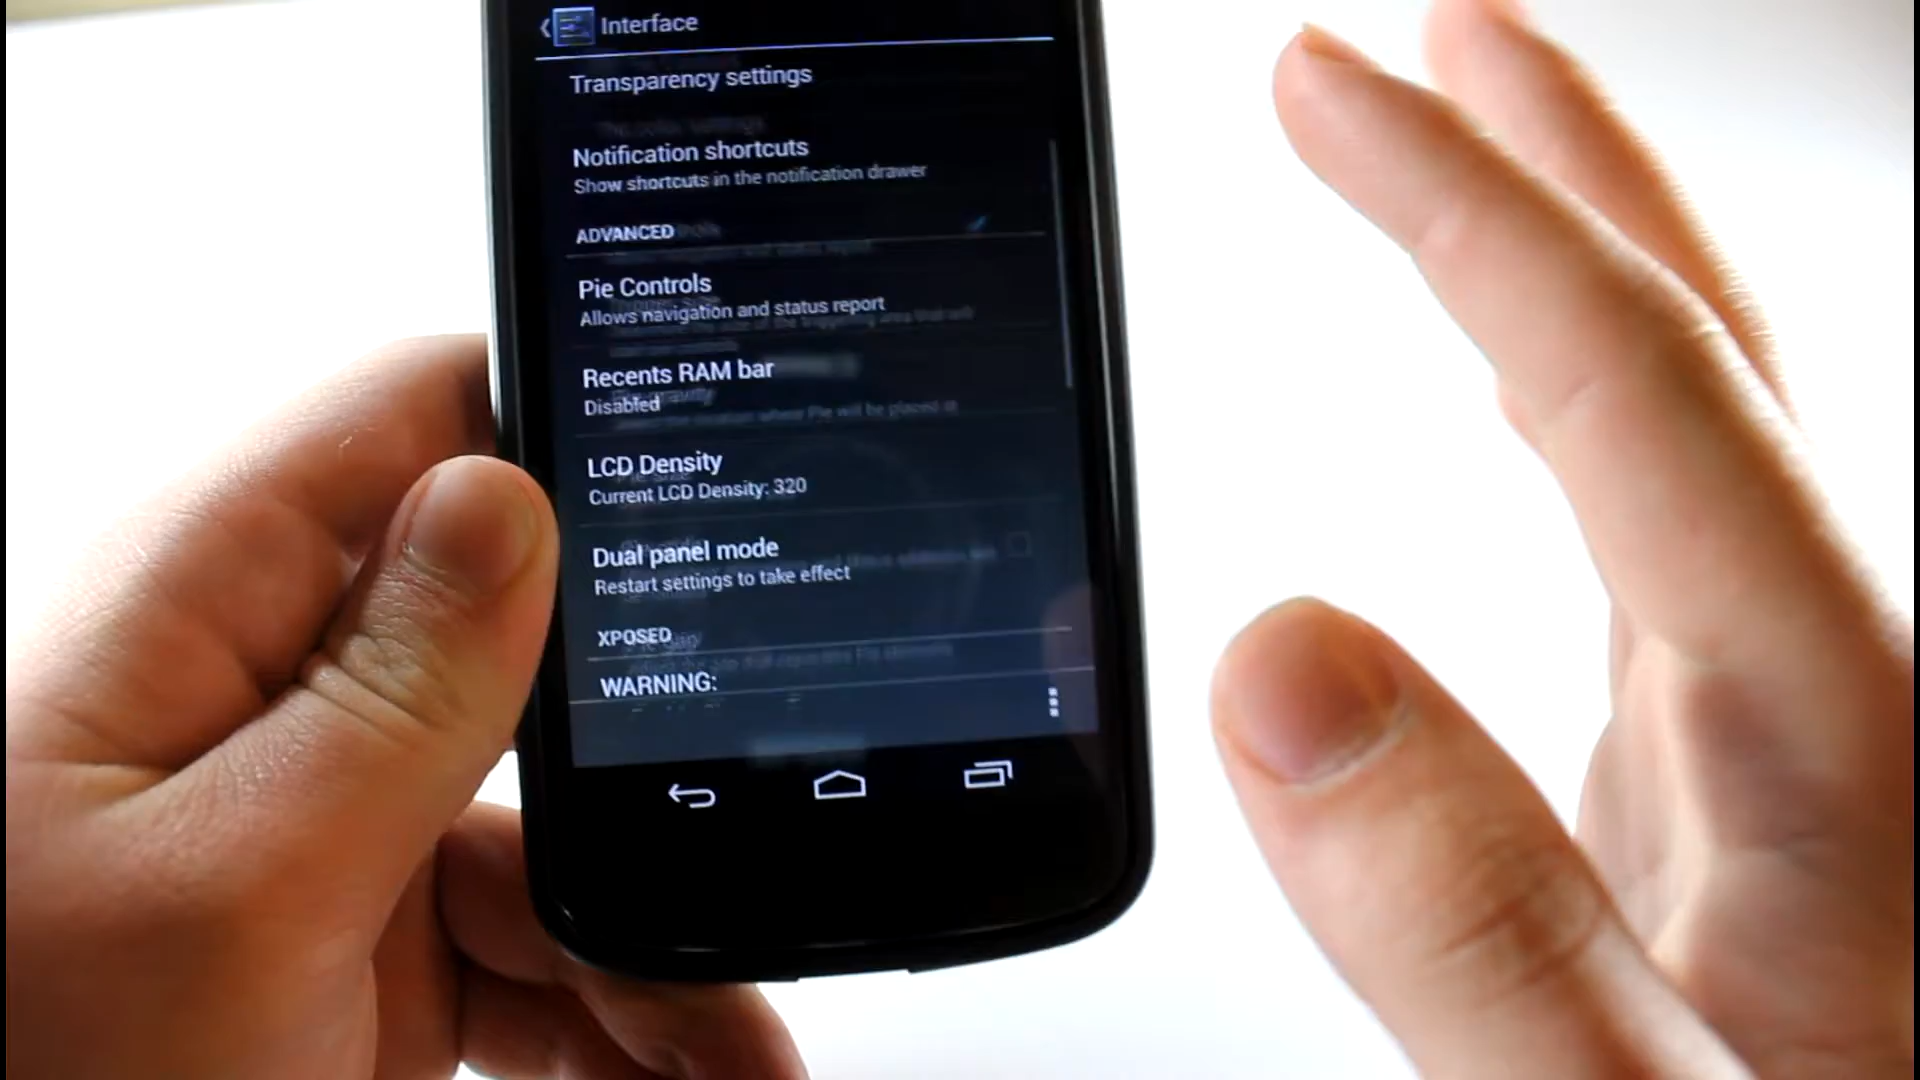 Interface
Transparency settings
Notification shortcuts
Show shortcuts in the notification drawer
ADVANCED
Pie Controls
Allows navigation and status report
Recents RAM bar
Disabled
LCD Density
Current LCD Density: 320
Dual panel mode
Restart settings to take effect
XPOSED
WARNING: